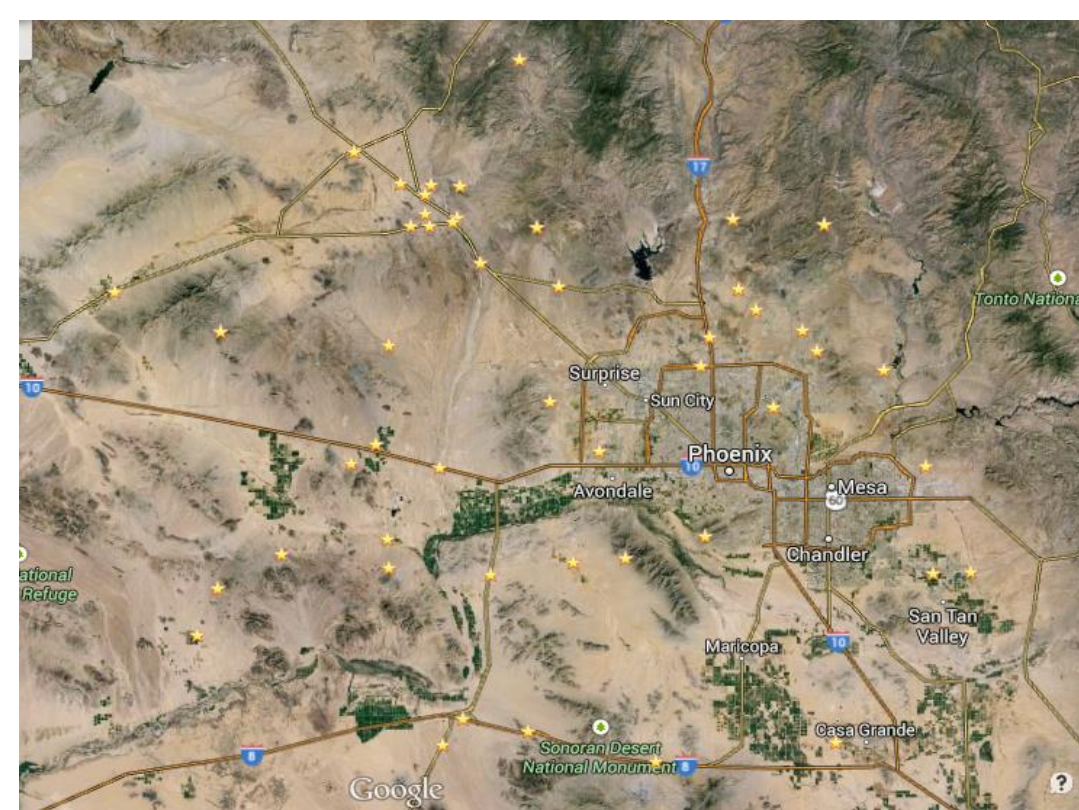 17
Tonto Nationa
10
Surprise
Sun City
Phoenix
10
Avondale
Mesa
60
Chandler
ational
Refuge
San Tan
Valley
10
Maricopa
Casa Grande
Sonoran Desert
National Monument
8
8
Google
?